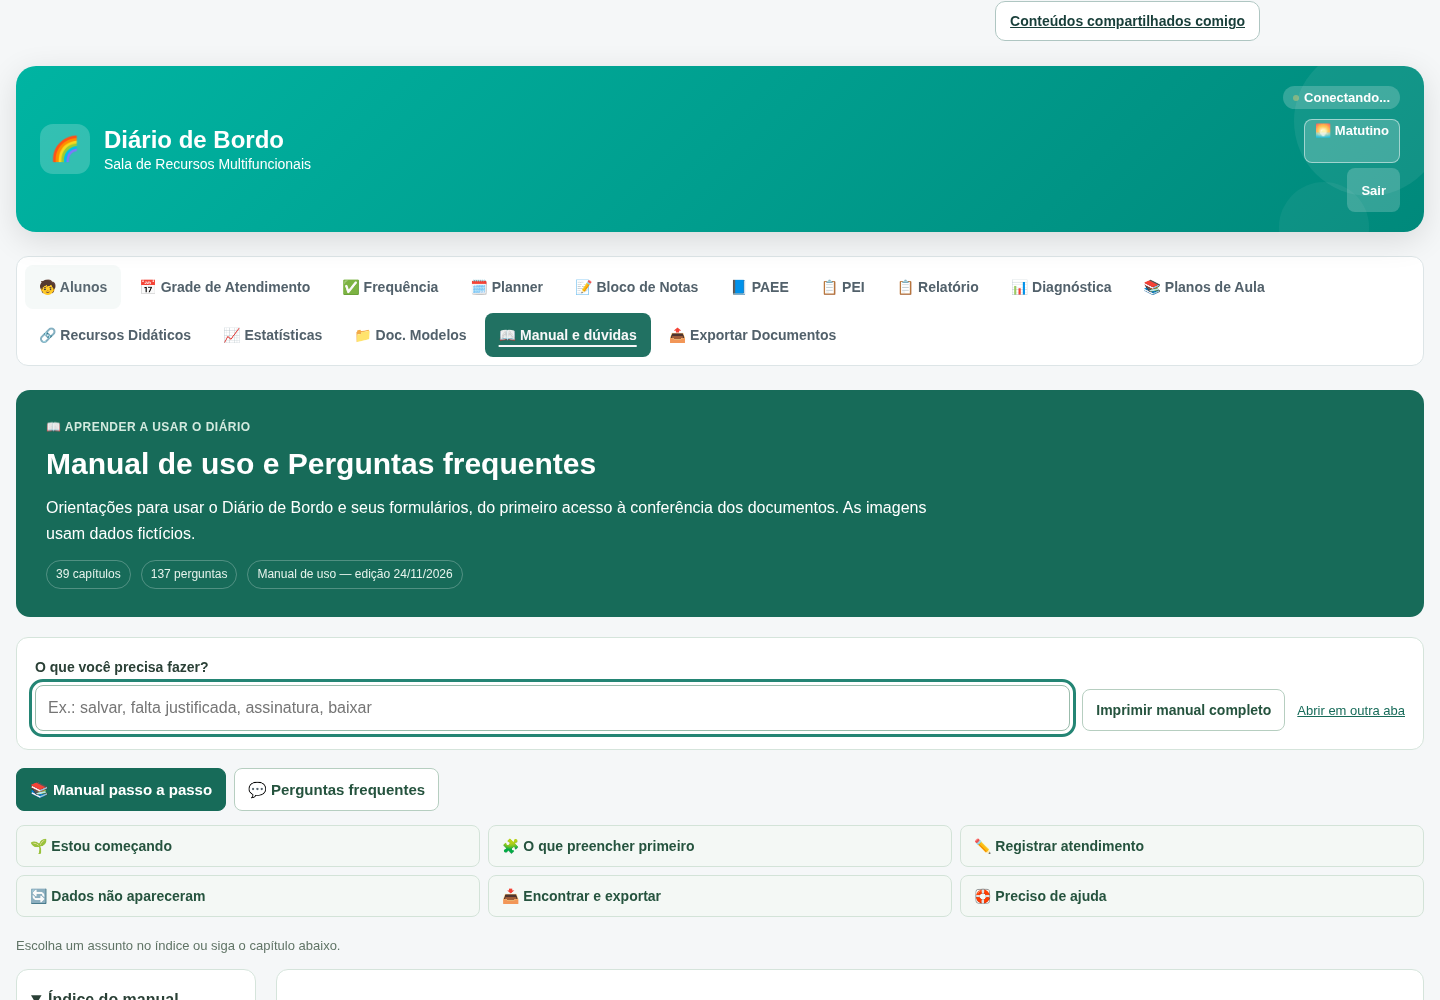 Conteúdos compartilhados comigo
Conectando...
🌅 Matutino
Sair
🌈 Diário de Bordo
Sala de Recursos Multifuncionais
🧒 Alunos 📅 Grade de Atendimento ✅ Frequência 🗓️ Planner 📝 Bloco de Notas 📘 PAEE 📋 PEI 📋 Relatório 📊 Diagnóstica 📚 Planos de Aula
🔗 Recursos Didáticos 📈 Estatísticas 📁 Doc. Modelos 📖 Manual e dúvidas 📤 Exportar Documentos
📖 APRENDER A USAR O DIÁRIO
Manual de uso e Perguntas frequentes
Orientações para usar o Diário de Bordo e seus formulários, do primeiro acesso à conferência dos documentos. As imagens
usam dados fictícios.
39 capítulos 137 perguntas Manual de uso — edição 24/11/2026
O que você precisa fazer?
Ex.: salvar, falta justificada, assinatura, baixar Imprimir manual completo Abrir em outra aba
📚 Manual passo a passo 💬 Perguntas frequentes
🌱 Estou começando 🧩 O que preencher primeiro ✏️ Registrar atendimento
🔄 Dados não apareceram 📤 Encontrar e exportar 🛟 Preciso de ajuda
Escolha um assunto no índice ou siga o capítulo abaixo.
▼ Índice do manual